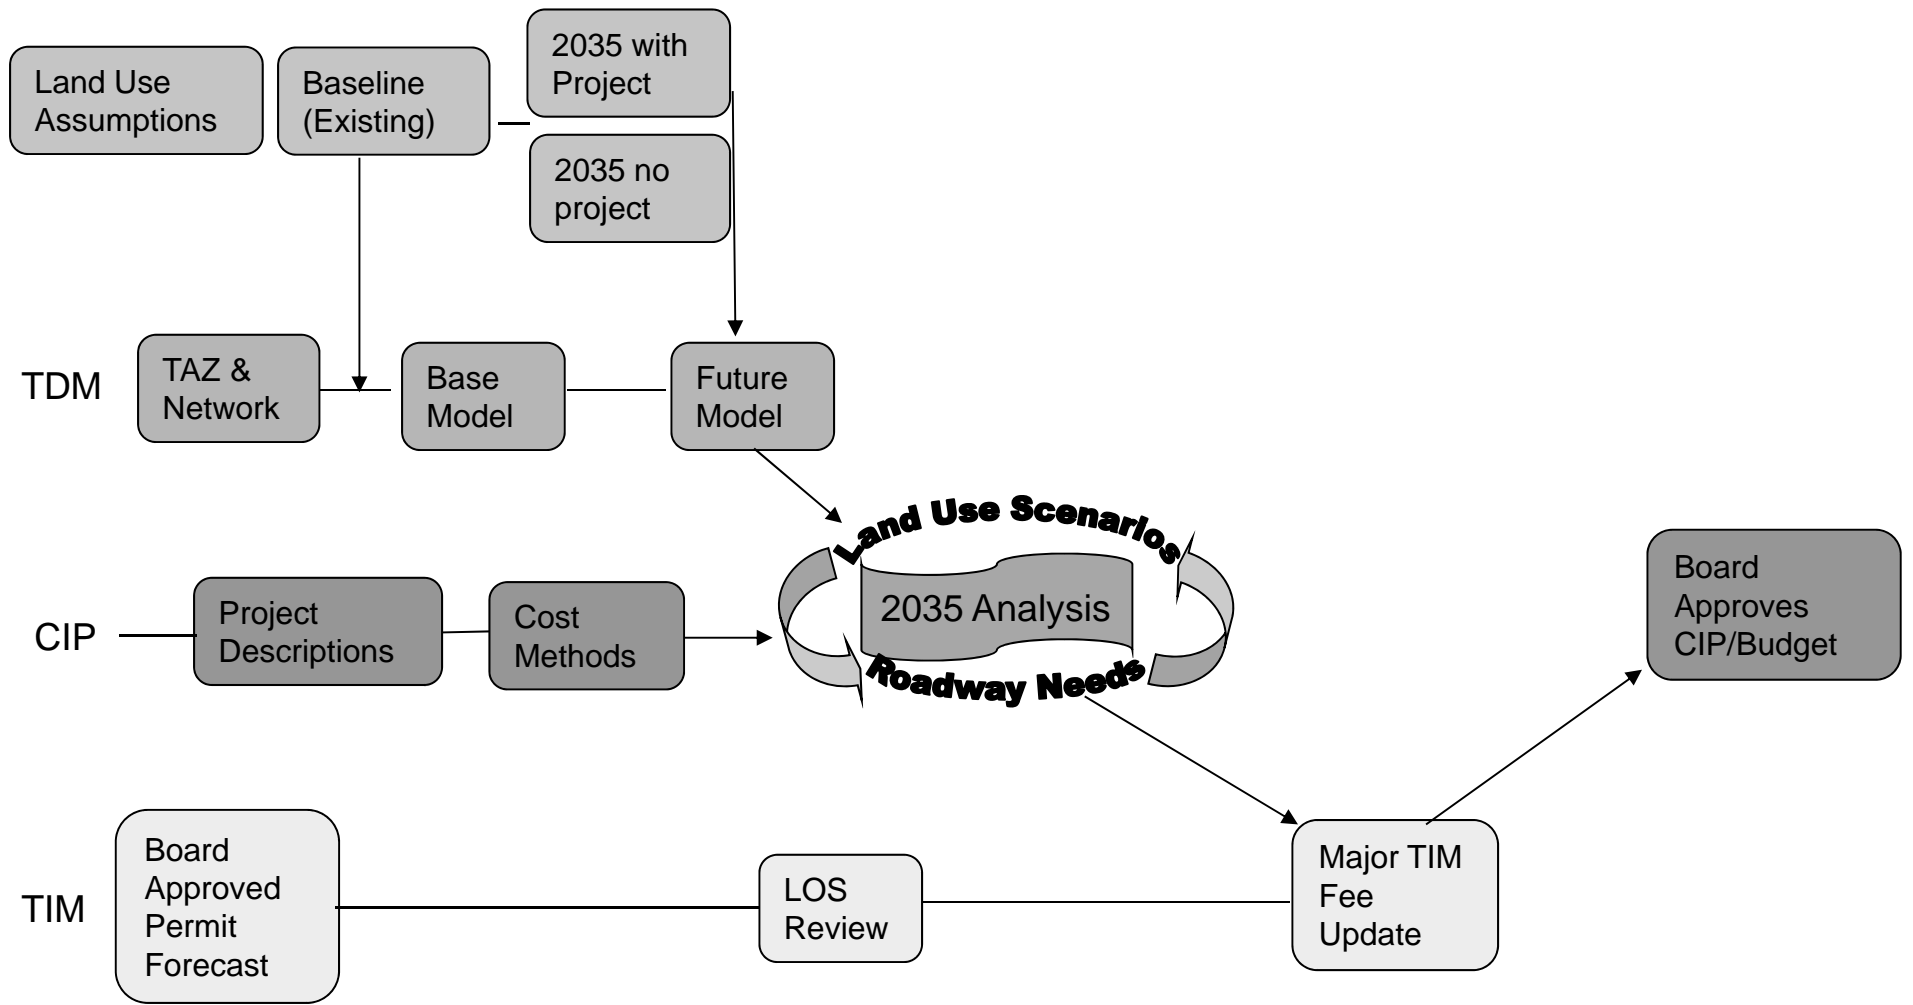 Land Use
Assumptions
Baseline
(Existing)
2035 with
Project
2035 no
project
TDM
TAZ &
Network
Base
Model
Future
Model
Land Use Scenarios
2035 Analysis
Roadway Needs
CIP
Project
Descriptions
Cost
Methods
Board
Approves
CIP/Budget
TIM
Board
Approved
Permit
Forecast
LOS
Review
Major TIM
Fee
Update